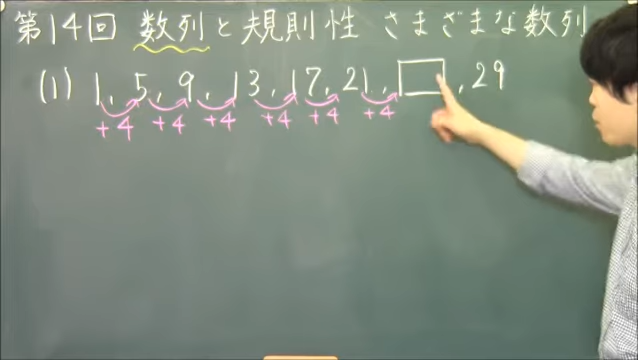 第14回 数列と規則性 さまざまな数列
(1) 1, 5, 9, 13, 17, 21, □, 29
+4 +4 +4 +4 +4 +4